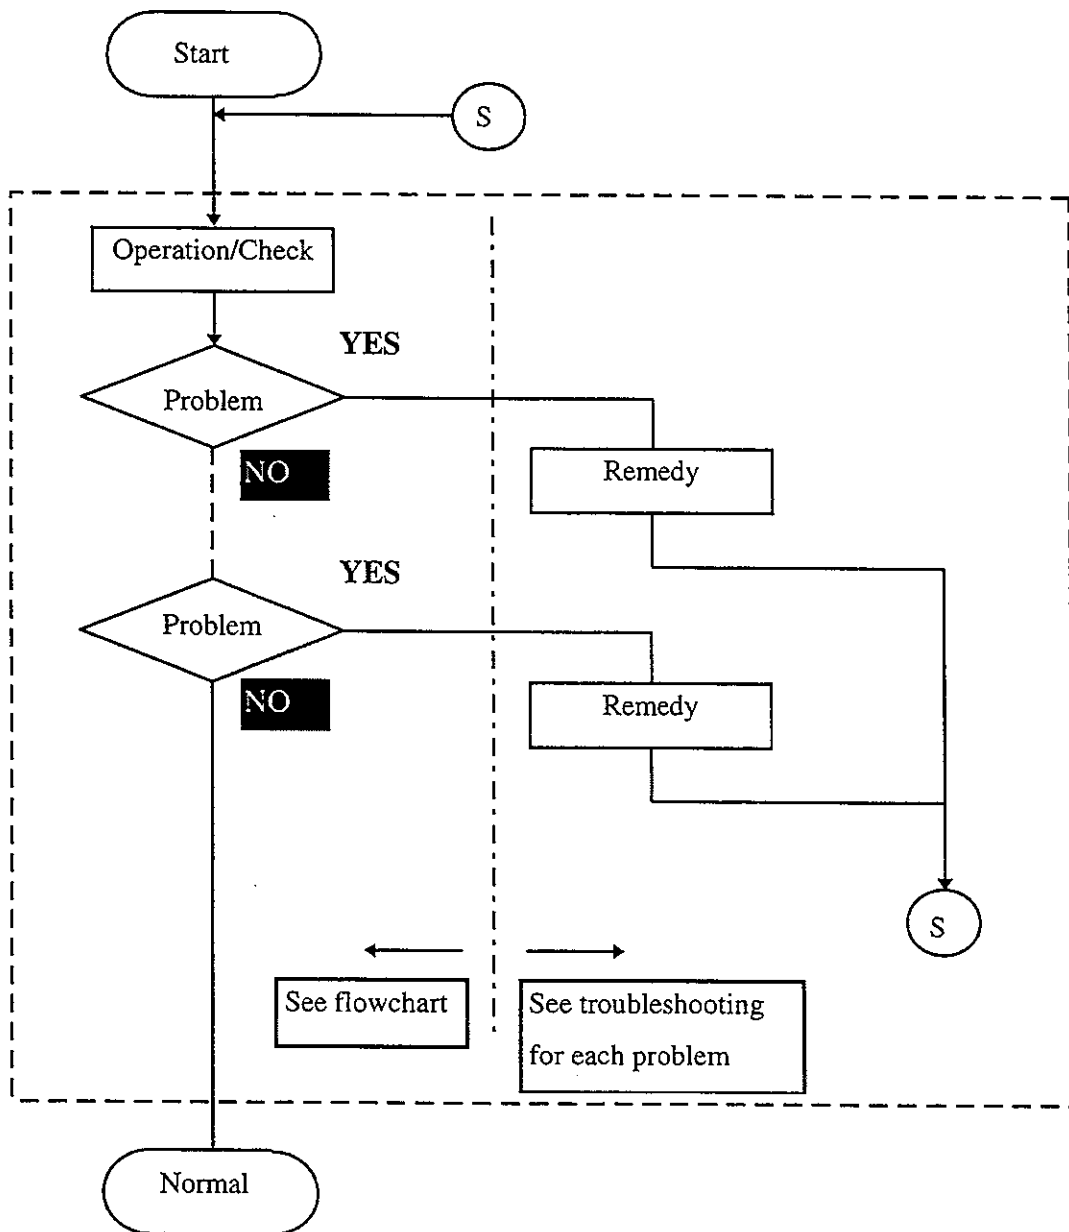 Start
S
Operation/Check
YES
Problem
NO
Remedy
YES
Problem
NO
Remedy
S
See flowchart
See troubleshooting
for each problem
Normal